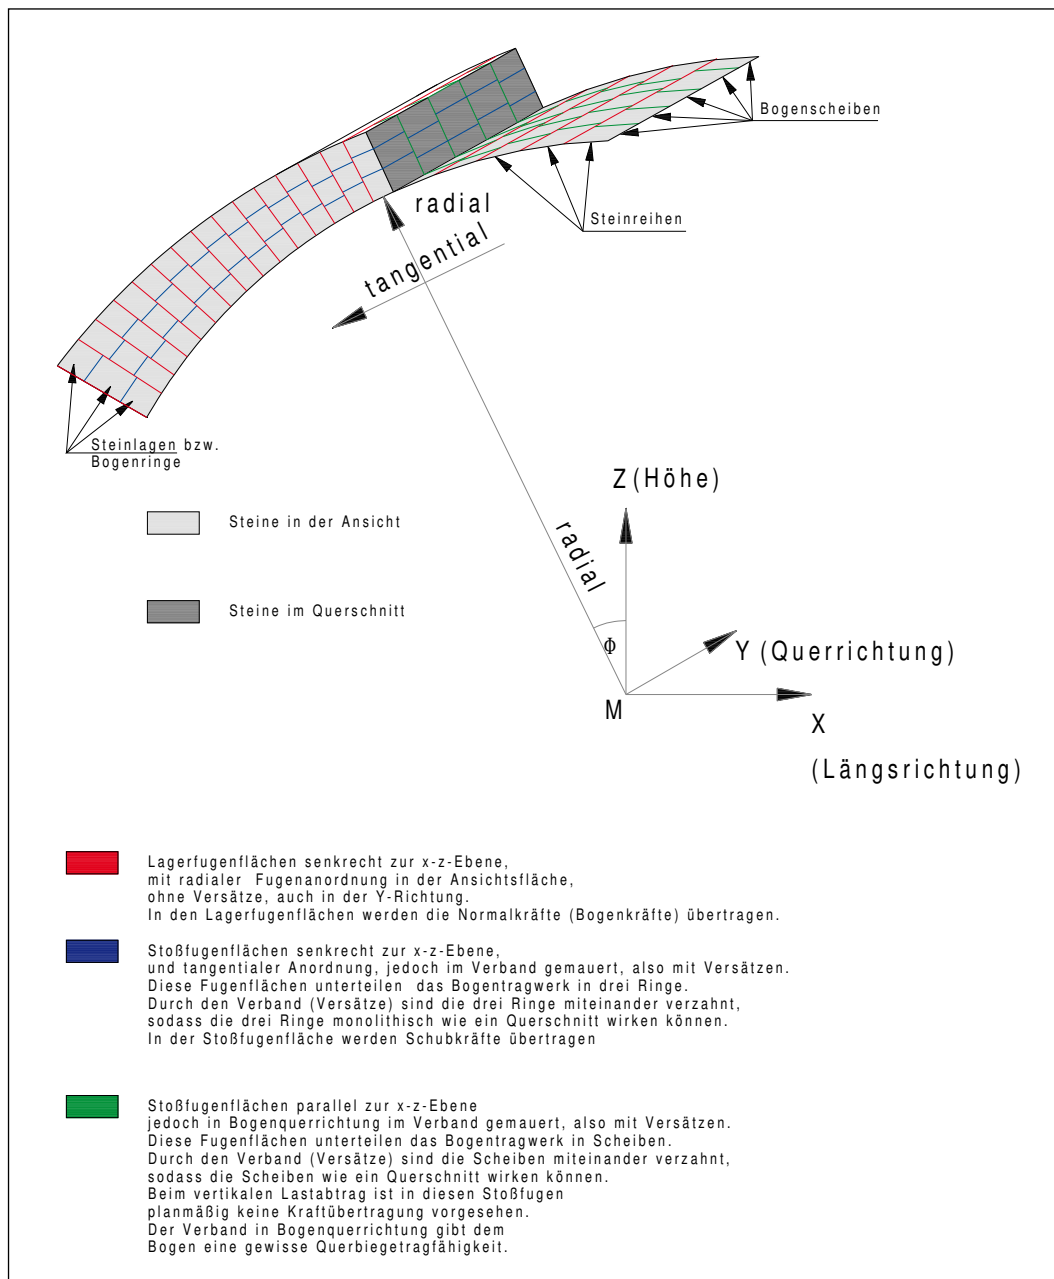 Bogenscheiben
radial
Steinreihen
tangential
Steinlagen bzw.
Bogenringe
Z (Höhe)
Steine in der Ansicht
radial
Steine im Querschnitt
Φ
Y (Querrichtung)
M
X
(Längsrichtung)
Lagerfugenflächen senkrecht zur x-z-Ebene,
mit radialer Fugenanordnung in der Ansichtsfläche,
ohne Versätze, auch in der Y-Richtung.
In den Lagerfugenflächen werden die Normalkräfte (Bogenkräfte) übertragen.
Stoßfugenflächen senkrecht zur x-z-Ebene,
und tangentialer Anordnung, jedoch im Verband gemauert, also mit Versätzen.
Diese Fugenflächen unterteilen das Bogentragwerk in drei Ringe.
Durch den Verband (Versätze) sind die drei Ringe miteinander verzahnt,
sodass die drei Ringe monolithisch wie ein Querschnitt wirken können.
In der Stoßfugenfläche werden Schubkräfte übertragen
Stoßfugenflächen parallel zur x-z-Ebene
jedoch in Bogenquerrichtung im Verband gemauert, also mit Versätzen.
Diese Fugenflächen unterteilen das Bogentragwerk in Scheiben.
Durch den Verband (Versätze) sind die Scheiben miteinander verzahnt,
sodass die Scheiben wie ein Querschnitt wirken können.
Beim vertikalen Lastabtrag ist in diesen Stoßfugen
planmäßig keine Kraftübertragung vorgesehen.
Der Verband in Bogenquerrichtung gibt dem
Bogen eine gewisse Querbiegetragfähigkeit.